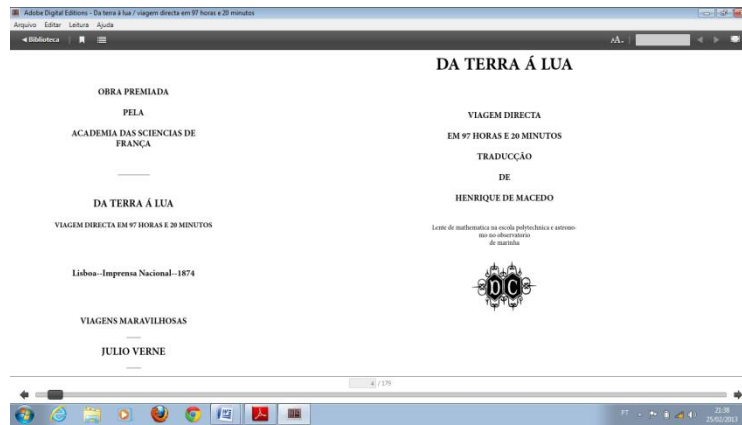 Adobe Digital Editions - Da terra à lua / viagem directa em 97 horas e 20 minutos
Arquivo Editar Leitura Ajuda
Biblioteca
AA
OBRA PREMIADA
PELA
ACADEMIA DAS SCIENCIAS DE
FRANÇA
DA TERRA Á LUA
VIAGEM DIRECTA EM 97 HORAS E 20 MINUTOS
Lisboa--Imprensa Nacional--1874
VIAGENS MARAVILHOSAS
JULIO VERNE
DA TERRA Á LUA
VIAGEM DIRECTA
EM 97 HORAS E 20 MINUTOS
TRADUCÇÃO
DE
HENRIQUE DE MACEDO
Lente de mathematica na escola polytechnica e astrono-
mo no observatorio
de marinha
DC
4 / 179
PT
21:38
25/02/2013